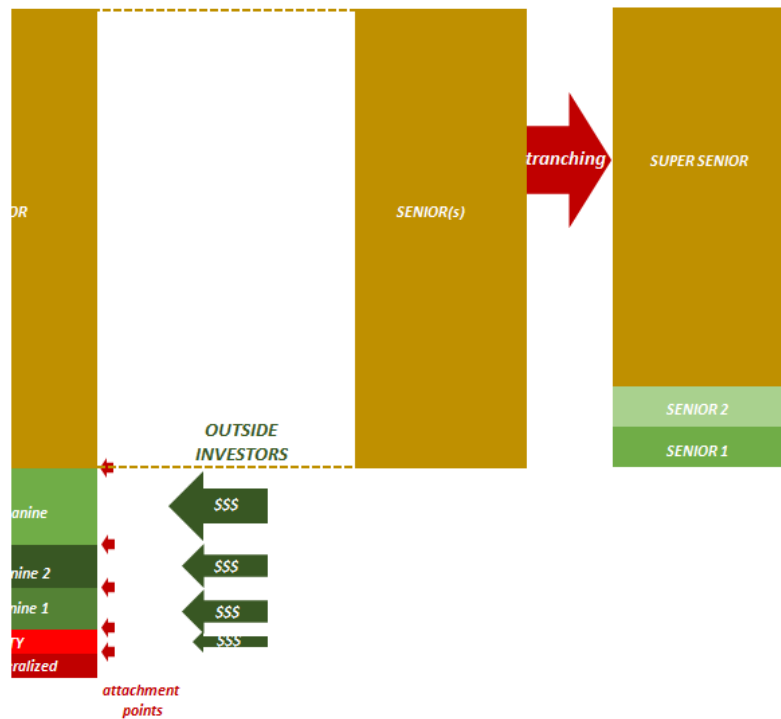 tranching
SUPER SENIOR
OR
SENIOR(s)
SENIOR 2
OUTSIDE
INVESTORS
SENIOR 1
$$$
anine
$$$
nine 2
$$$
nine 1
$$$
TY
eralized
attachment
points